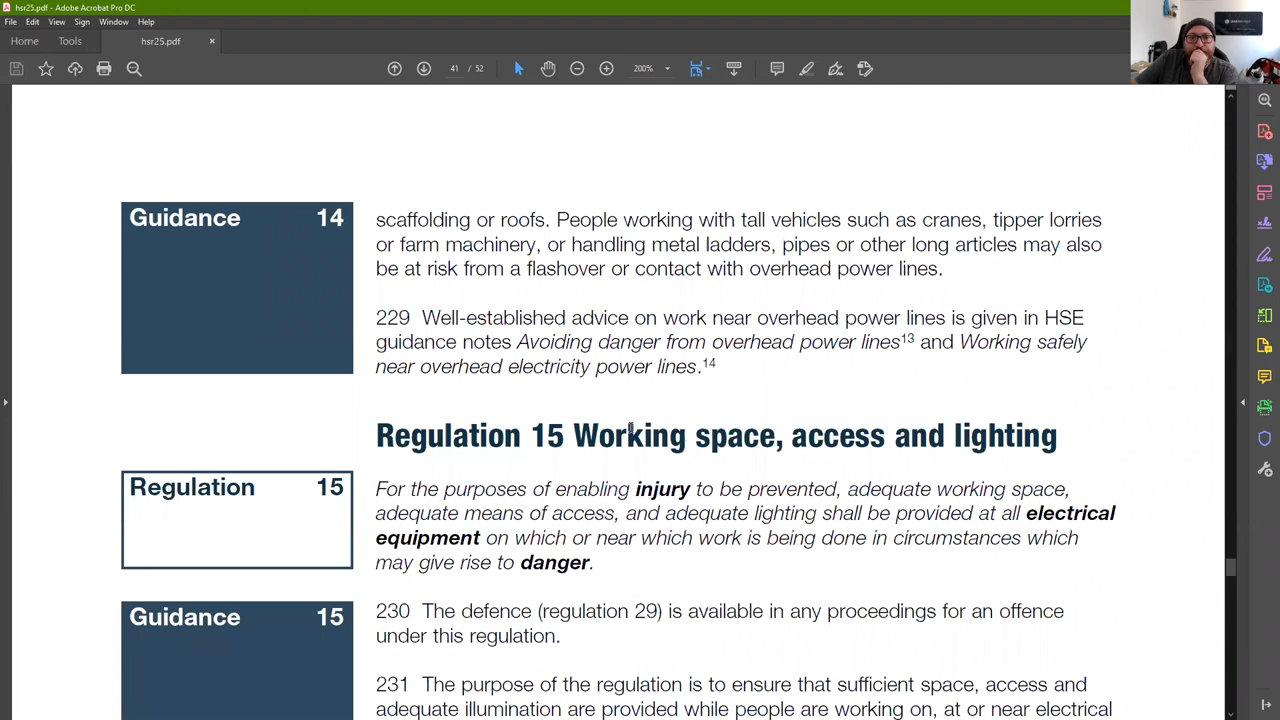 hsr25.pdf - Adobe Acrobat Pro DC
File Edit View Sign Window Help
Home Tools hsr25.pdf ×
41 / 52 200%
Guidance 14
scaffolding or roofs. People working with tall vehicles such as cranes, tipper lorries
or farm machinery, or handling metal ladders, pipes or other long articles may also
be at risk from a flashover or contact with overhead power lines.
229 Well-established advice on work near overhead power lines is given in HSE
guidance notes Avoiding danger from overhead power lines¹³ and Working safely
near overhead electricity power lines.¹⁴
Regulation 15 Working space, access and lighting
Regulation 15
For the purposes of enabling injury to be prevented, adequate working space,
adequate means of access, and adequate lighting shall be provided at all electrical
equipment on which or near which work is being done in circumstances which
may give rise to danger.
Guidance 15
230 The defence (regulation 29) is available in any proceedings for an offence
under this regulation.
231 The purpose of the regulation is to ensure that sufficient space, access and
adequate illumination are provided while people are working on, at or near electrical